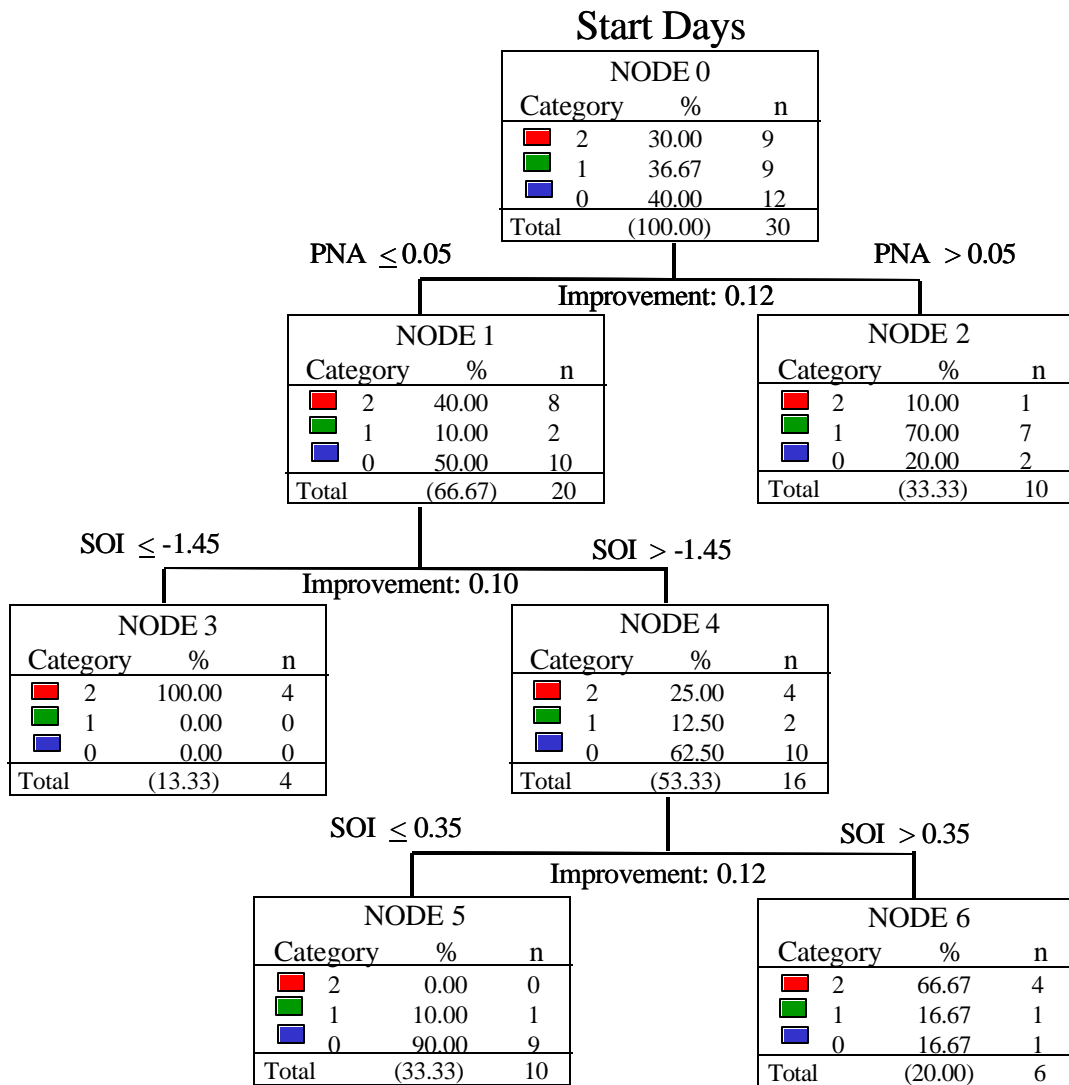 Start Days
NODE 0
Category % n
2 30.00 9
1 36.67 9
0 40.00 12
Total (100.00) 30
PNA ≤ 0.05
PNA > 0.05
Improvement: 0.12
NODE 1
Category % n
2 40.00 8
1 10.00 2
0 50.00 10
Total (66.67) 20
NODE 2
Category % n
2 10.00 1
1 70.00 7
0 20.00 2
Total (33.33) 10
SOI ≤ -1.45
SOI > -1.45
Improvement: 0.10
NODE 3
Category % n
2 100.00 4
1 0.00 0
0 0.00 0
Total (13.33) 4
NODE 4
Category % n
2 25.00 4
1 12.50 2
0 62.50 10
Total (53.33) 16
SOI ≤ 0.35
SOI > 0.35
Improvement: 0.12
NODE 5
Category % n
2 0.00 0
1 10.00 1
0 90.00 9
Total (33.33) 10
NODE 6
Category % n
2 66.67 4
1 16.67 1
0 16.67 1
Total (20.00) 6